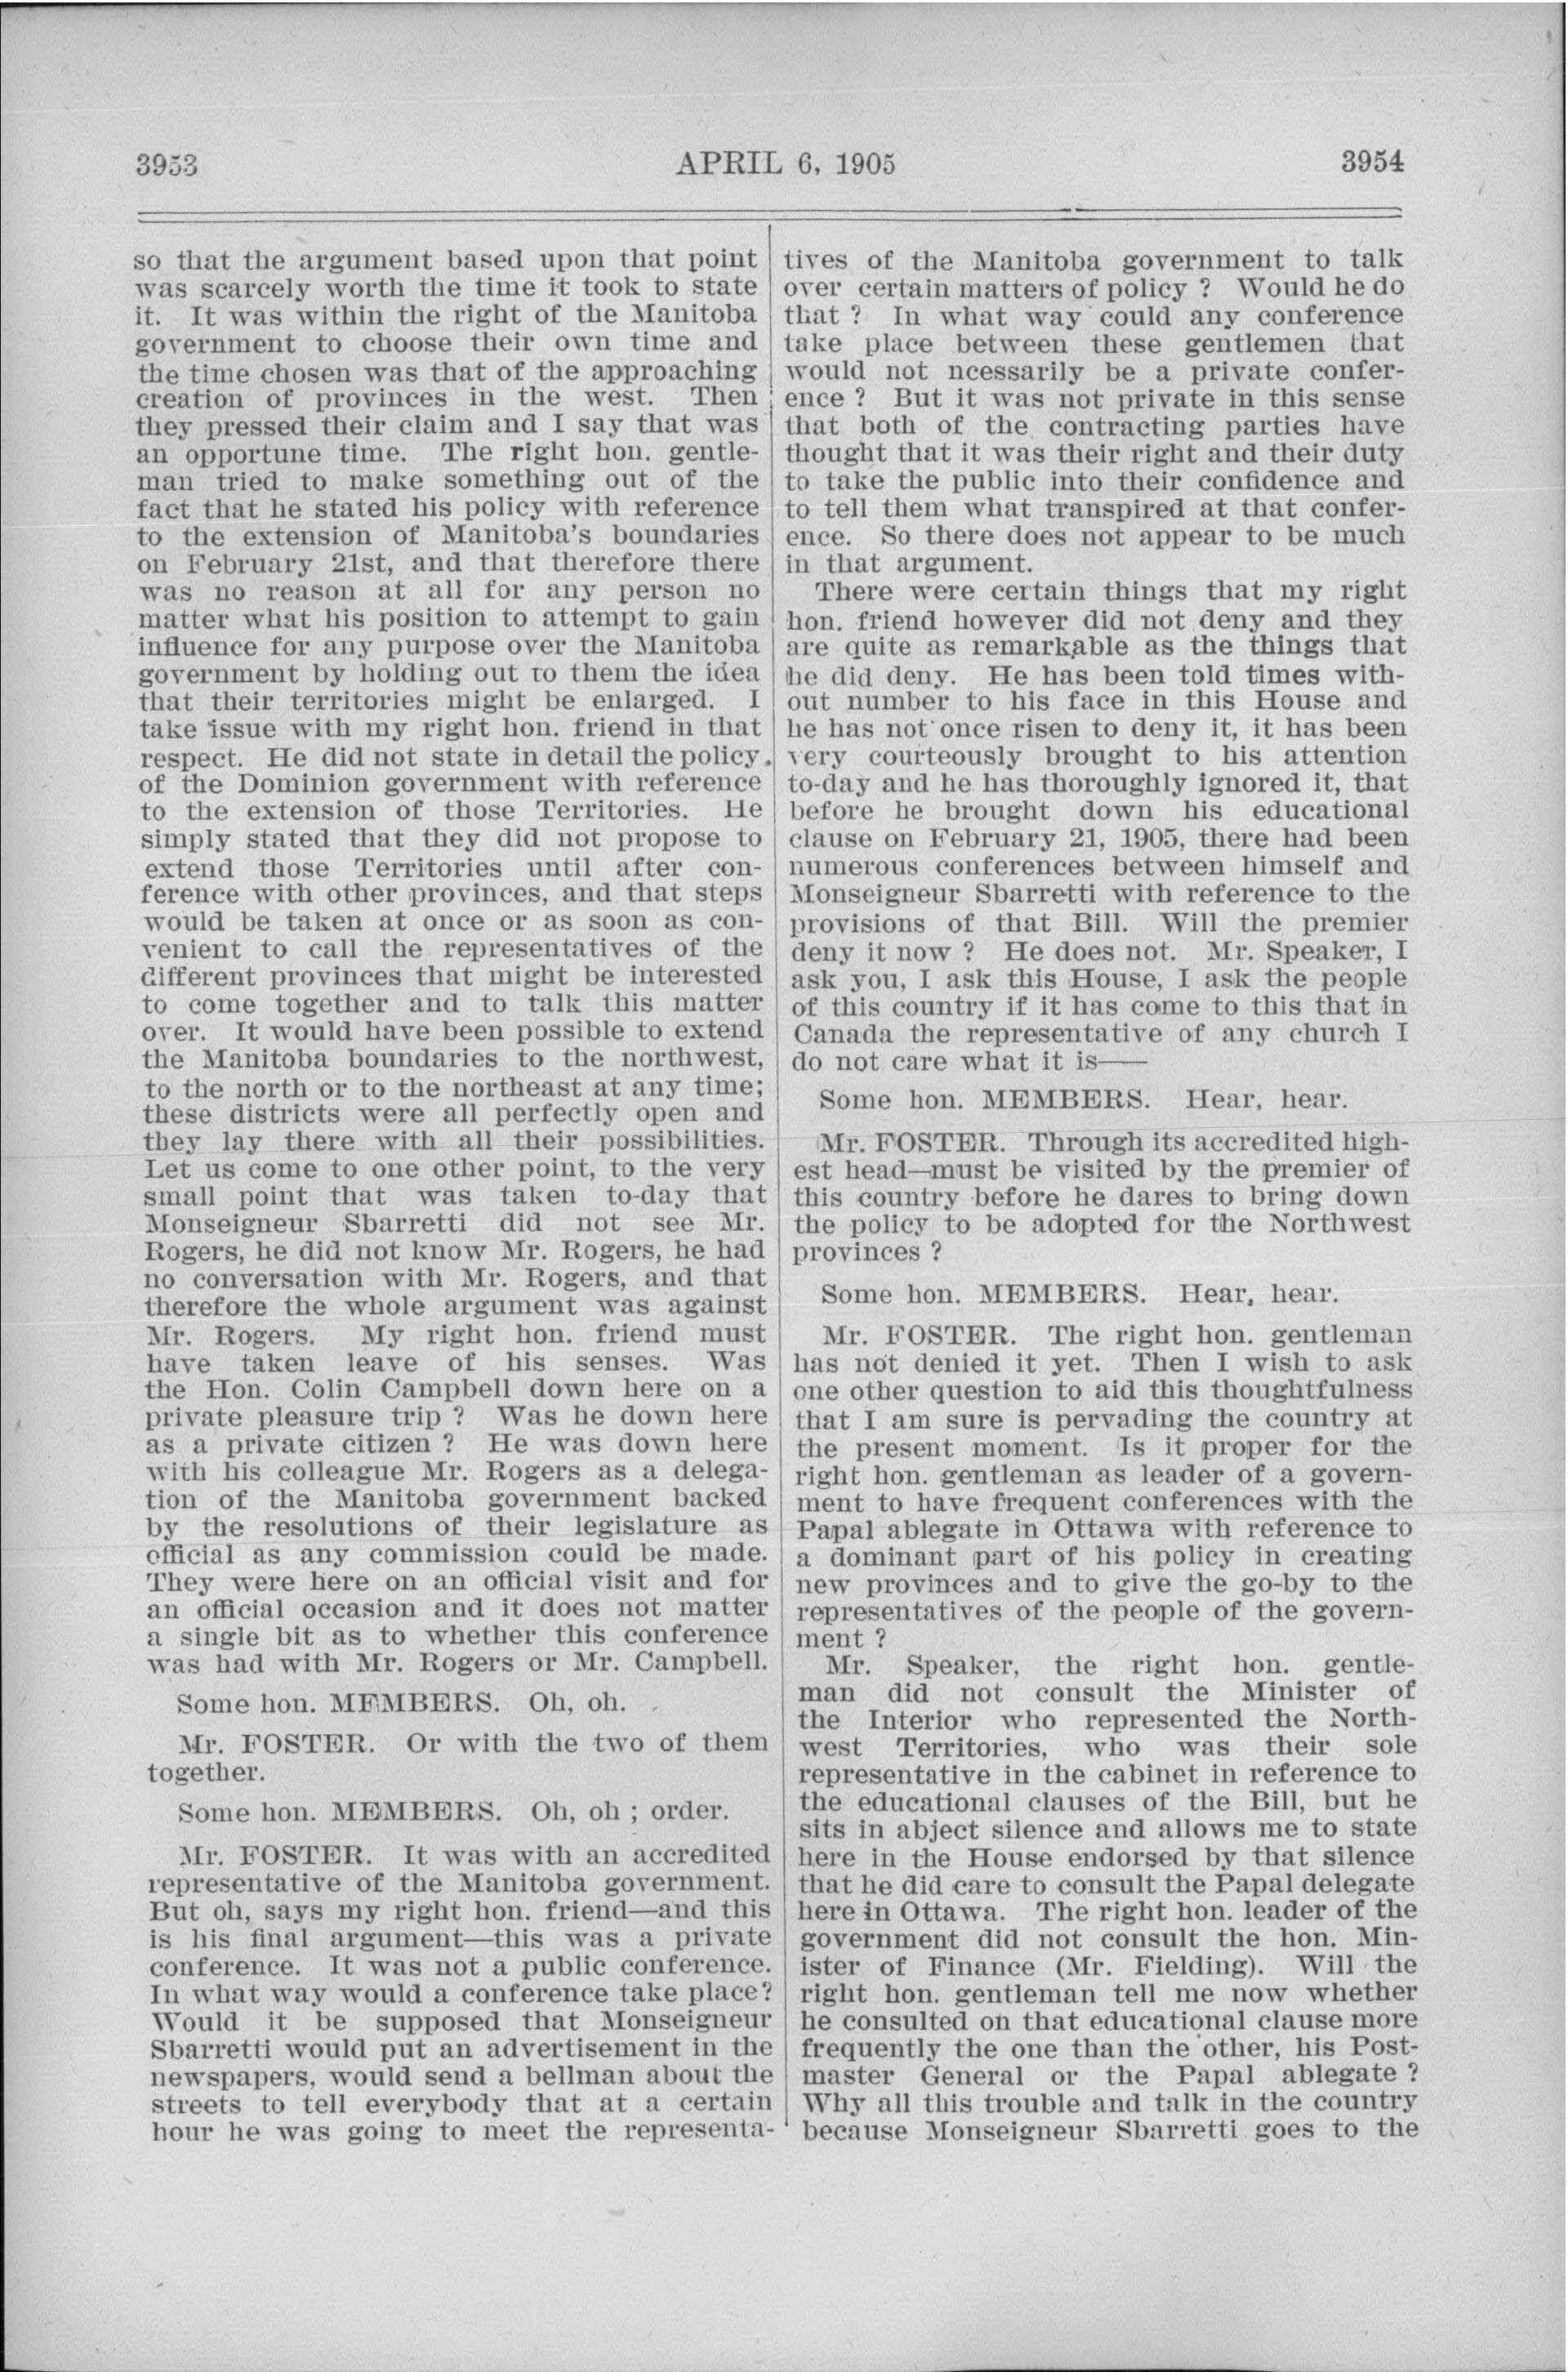 3953
APRIL 6, 1905
3954
so that the argument based upon that point
was scarcely worth the time it took to state
it. It was within the right of the Manitoba
government to choose their own time and
the time chosen was that of the approaching
creation of provinces in the west. Then
they pressed their claim and I say that was
an opportune time. The right hon. gentle-
man tried to make something out of the
fact that he stated his policy with reference
to the extension of Manitoba's boundaries
on February 21st, and that therefore there
was no reason at all for any person no
matter what his position to attempt to gain
influence for any purpose over the Manitoba
government by holding out to them the idea
that their territories might be enlarged. I
take issue with my right hon. friend in that
respect. He did not state in detail the policy.
of the Dominion government with reference
to the extension of those Territories. He
simply stated that they did not propose to
extend those Territories until after con-
ference with other provinces, and that steps
would be taken at once or as soon as con-
venient to call the representatives of the
different provinces that might be interested
to come together and to talk this matter
over. It would have been possible to extend
the Manitoba boundaries to the northwest,
to the north or to the northeast at any time;
these districts were all perfectly open and
they lay there with all their possibilities.
Let us come to one other point, to the very
small point that was taken to-day that
Monseigneur Sbarretti did not see Mr.
Rogers, he did not know Mr. Rogers, he had
no conversation with Mr. Rogers, and that
therefore the whole argument was against
Mr. Rogers. My right hon. friend must
have taken leave of his senses. Was
the Hon. Colin Campbell down here on a
private pleasure trip ? Was he down here
as a private citizen ? He was down here
with his colleague Mr. Rogers as a delega-
tion of the Manitoba government backed
by the resolutions of their legislature as
official as any commission could be made.
They were here on an official visit and for
an official occasion and it does not matter
a single bit as to whether this conference
was had with Mr. Rogers or Mr. Campbell.
Some hon. MEMBERS. Oh, oh.
Mr. FOSTER. Or with the two of them
together.
Some hon. MEMBERS. Oh, oh ; order.
Mr. FOSTER. It was with an accredited
representative of the Manitoba government.
But oh, says my right hon. friend—and this
is his final argument—this was a private
conference. It was not a public conference.
In what way would a conference take place?
Would it be supposed that Monseigneur
Sbarretti would put an advertisement in the
newspapers, would send a bellman about the
streets to tell everybody that at a certain
hour he was going to meet the representa-
tives of the Manitoba government to talk
over certain matters of policy ? Would he do
that ? In what way could any conference
take place between these gentlemen that
would not ncessarily be a private confer-
ence ? But it was not private in this sense
that both of the contracting parties have
thought that it was their right and their duty
to take the public into their confidence and
to tell them what transpired at that confer-
ence. So there does not appear to be much
in that argument.
There were certain things that my right
hon. friend however did not deny and they
are quite as remarkable as the things that
he did deny. He has been told times with-
out number to his face in this House and
he has not once risen to deny it, it has been
very courteously brought to his attention
to-day and he has thoroughly ignored it, that
before he brought down his educational
clause on February 21, 1905, there had been
numerous conferences between himself and
Monseigneur Sbarretti with reference to the
provisions of that Bill. Will the premier
deny it now ? He does not. Mr. Speaker, I
ask you, I ask this House, I ask the people
of this country if it has come to this that in
Canada the representative of any church I
do not care what it is——
Some hon. MEMBERS. Hear, hear.
Mr. FOSTER. Through its accredited high-
est head—must be visited by the premier of
this country before he dares to bring down
the policy to be adopted for the Northwest
provinces ?
Some hon. MEMBERS. Hear, hear.
Mr. FOSTER. The right hon. gentleman
has not denied it yet. Then I wish to ask
one other question to aid this thoughtfulness
that I am sure is pervading the country at
the present moment. Is it proper for the
right hon. gentleman as leader of a govern-
ment to have frequent conferences with the
Papal ablegate in Ottawa with reference to
a dominant part of his policy in creating
new provinces and to give the go-by to the
representatives of the people of the govern-
ment ?
Mr. Speaker, the right hon. gentle-
man did not consult the Minister of
the Interior who represented the North-
west Territories, who was their sole
representative in the cabinet in reference to
the educational clauses of the Bill, but he
sits in abject silence and allows me to state
here in the House endorsed by that silence
that he did care to consult the Papal delegate
here in Ottawa. The right hon. leader of the
government did not consult the hon. Min-
ister of Finance (Mr. Fielding). Will the
right hon. gentleman tell me now whether
he consulted on that educational clause more
frequently the one than the other, his Post-
master General or the Papal ablegate ?
Why all this trouble and talk in the country
because Monseigneur Sbarretti goes to the